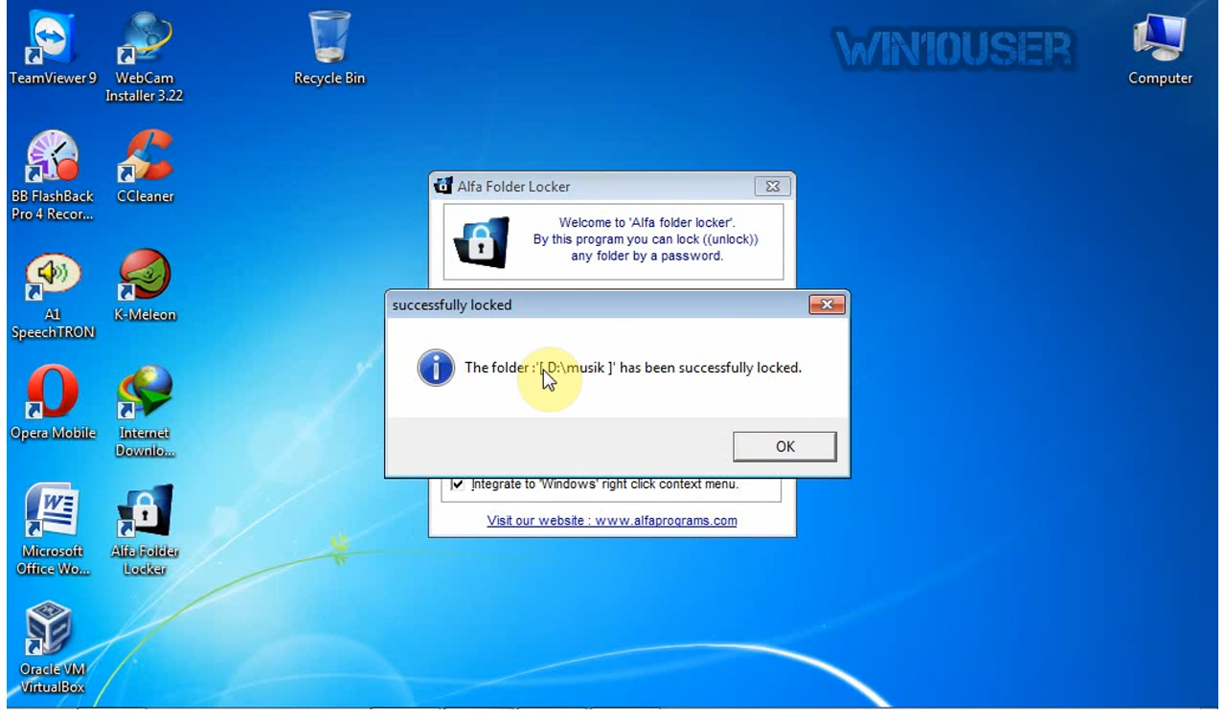 TeamViewer 9
WebCam
Installer 3.22
Recycle Bin
WIN10USER
Computer
BB FlashBack
Pro 4 Recor...
CCleaner
A1
SpeechTRON
K-Meleon
Opera Mobile
Internet
Downlo...
Microsoft
Office Wo...
Alfa Folder
Locker
Oracle VM
VirtualBox
Alfa Folder Locker
Welcome to 'Alfa folder locker'.
By this program you can lock ((unlock))
any folder by a password.
successfully locked
The folder :'[ D:\musik ]' has been successfully locked.
OK
Integrate to 'Windows' right click context menu.
Visit our website : www.alfaprograms.com